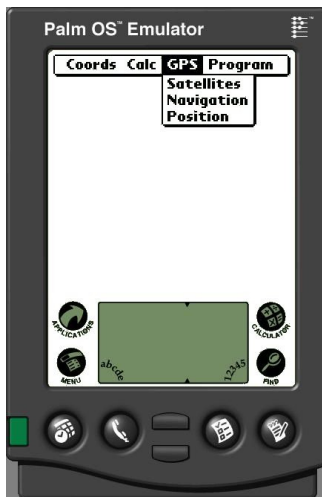 Palm OS™ Emulator
Coords Calc GPS Program
Satellites
Navigation
Position
APPLICATIONS
CALCULATOR
MENU
abcde
12345
FIND